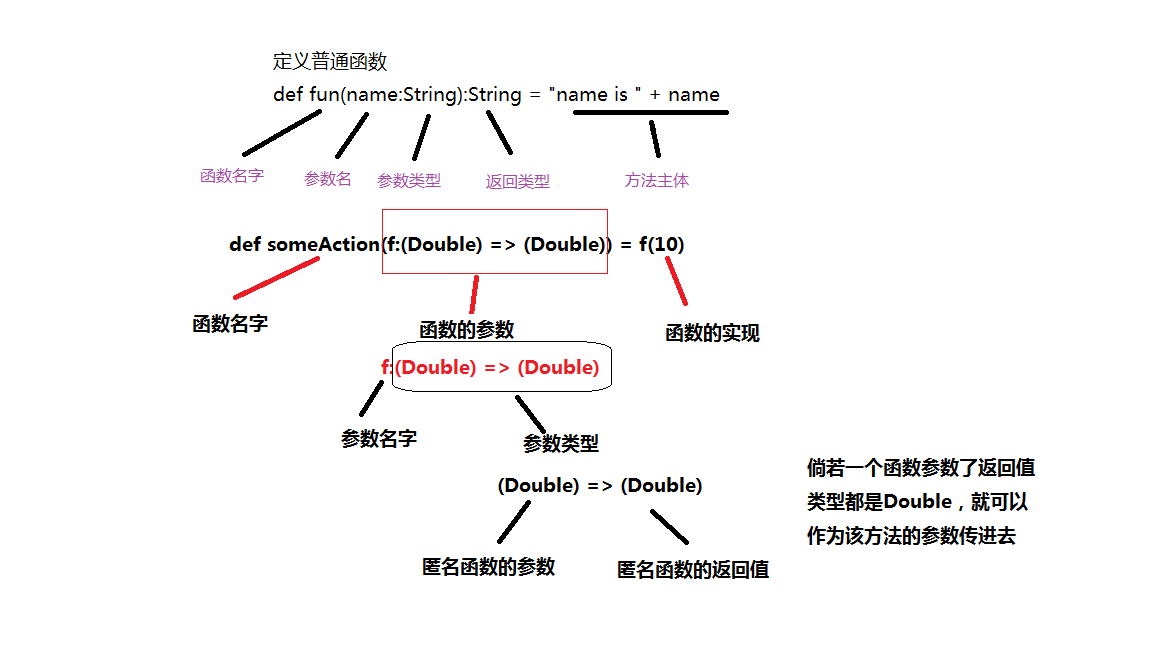 定义普通函数
def fun(name:String):String = "name is " + name
函数名字
参数名
参数类型
返回类型
方法主体
def someAction(f:(Double) => (Double)) = f(10)
函数名字
函数的参数
函数的实现
f:(Double) => (Double)
参数名字
参数类型
(Double) => (Double)
匿名函数的参数
匿名函数的返回值
倘若一个函数参数了返回值
类型都是Double，就可以
作为该方法的参数传进去